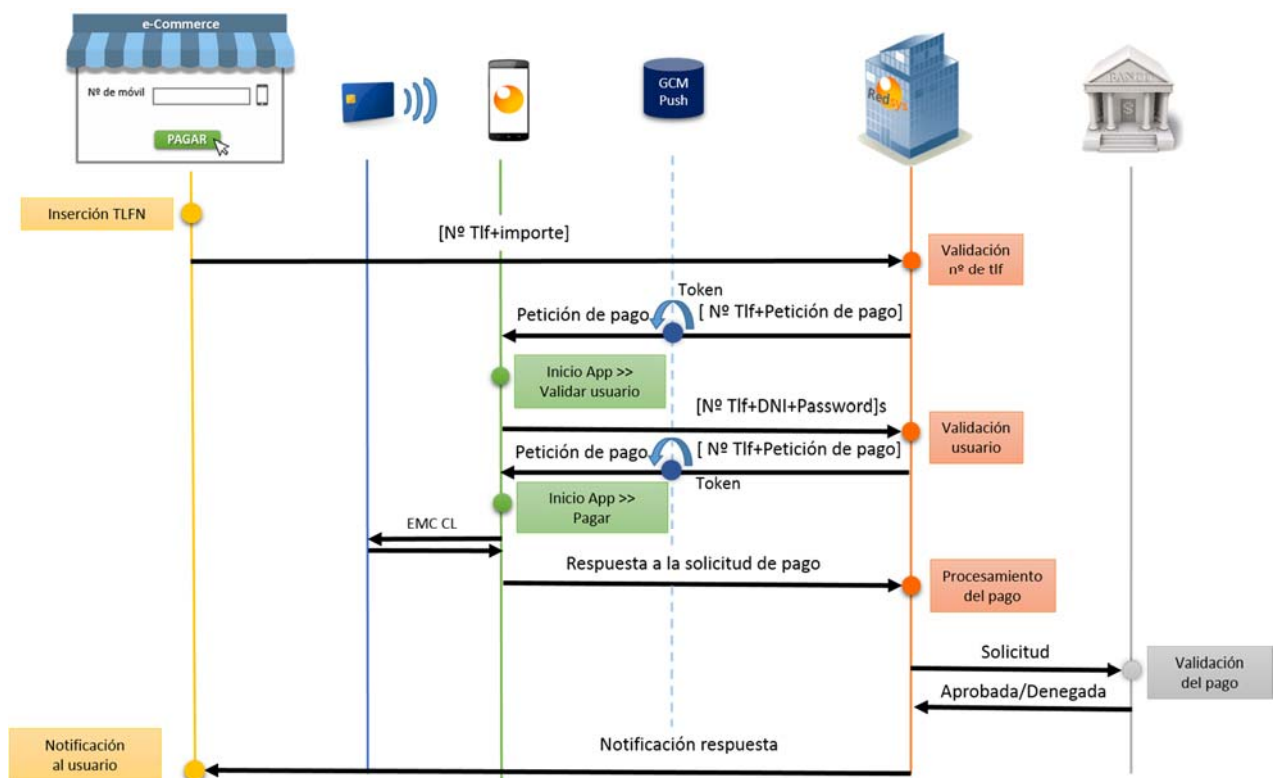 e-Commerce
Nº de móvil
PAGAR
GCM
Push
Redsys
BANK
$
Inserción TLFN
[Nº Tlf+importe]
Validación
nº de tlf
Token
Petición de pago
[ Nº Tlf+Petición de pago]
Inicio App >>
Validar usuario
[Nº Tlf+DNI+Password]s
Validación
usuario
Petición de pago
[ Nº Tlf+Petición de pago]
Token
Inicio App >>
Pagar
EMC CL
Respuesta a la solicitud de pago
Procesamiento
del pago
Solicitud
Validación
del pago
Aprobada/Denegada
Notificación
al usuario
Notificación respuesta